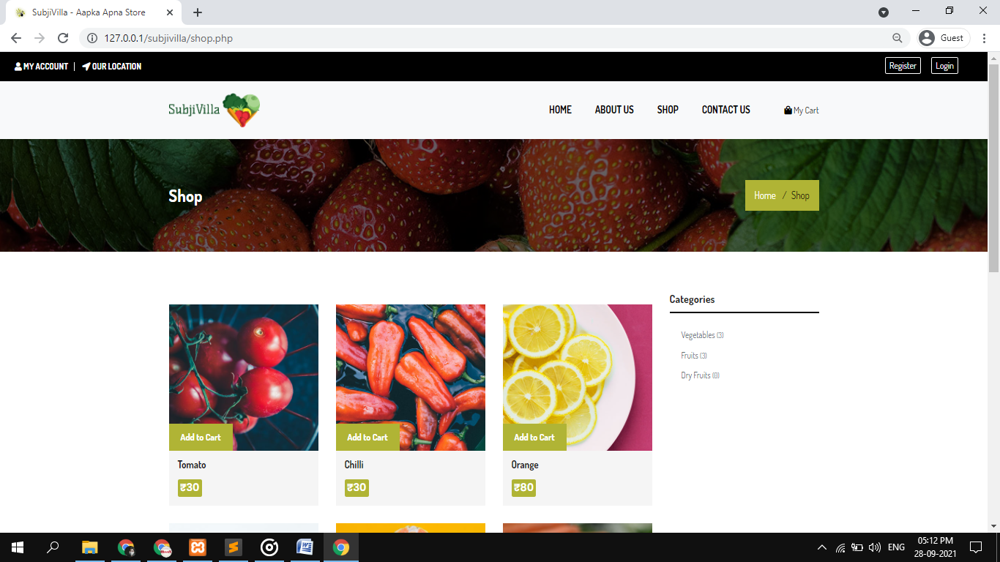 SubjiVilla - Aapka Apna Store
127.0.0.1/subjivilla/shop.php
Guest
MY ACCOUNT | OUR LOCATION
Register
Login
SubjiVilla
HOME
ABOUT US
SHOP
CONTACT US
My Cart
Shop
Home / Shop
Categories
Vegetables (3)
Fruits (3)
Dry Fruits (0)
Add to Cart
Tomato
₹30
Add to Cart
Chilli
₹30
Add to Cart
Orange
₹80
ENG
05:12 PM
28-09-2021